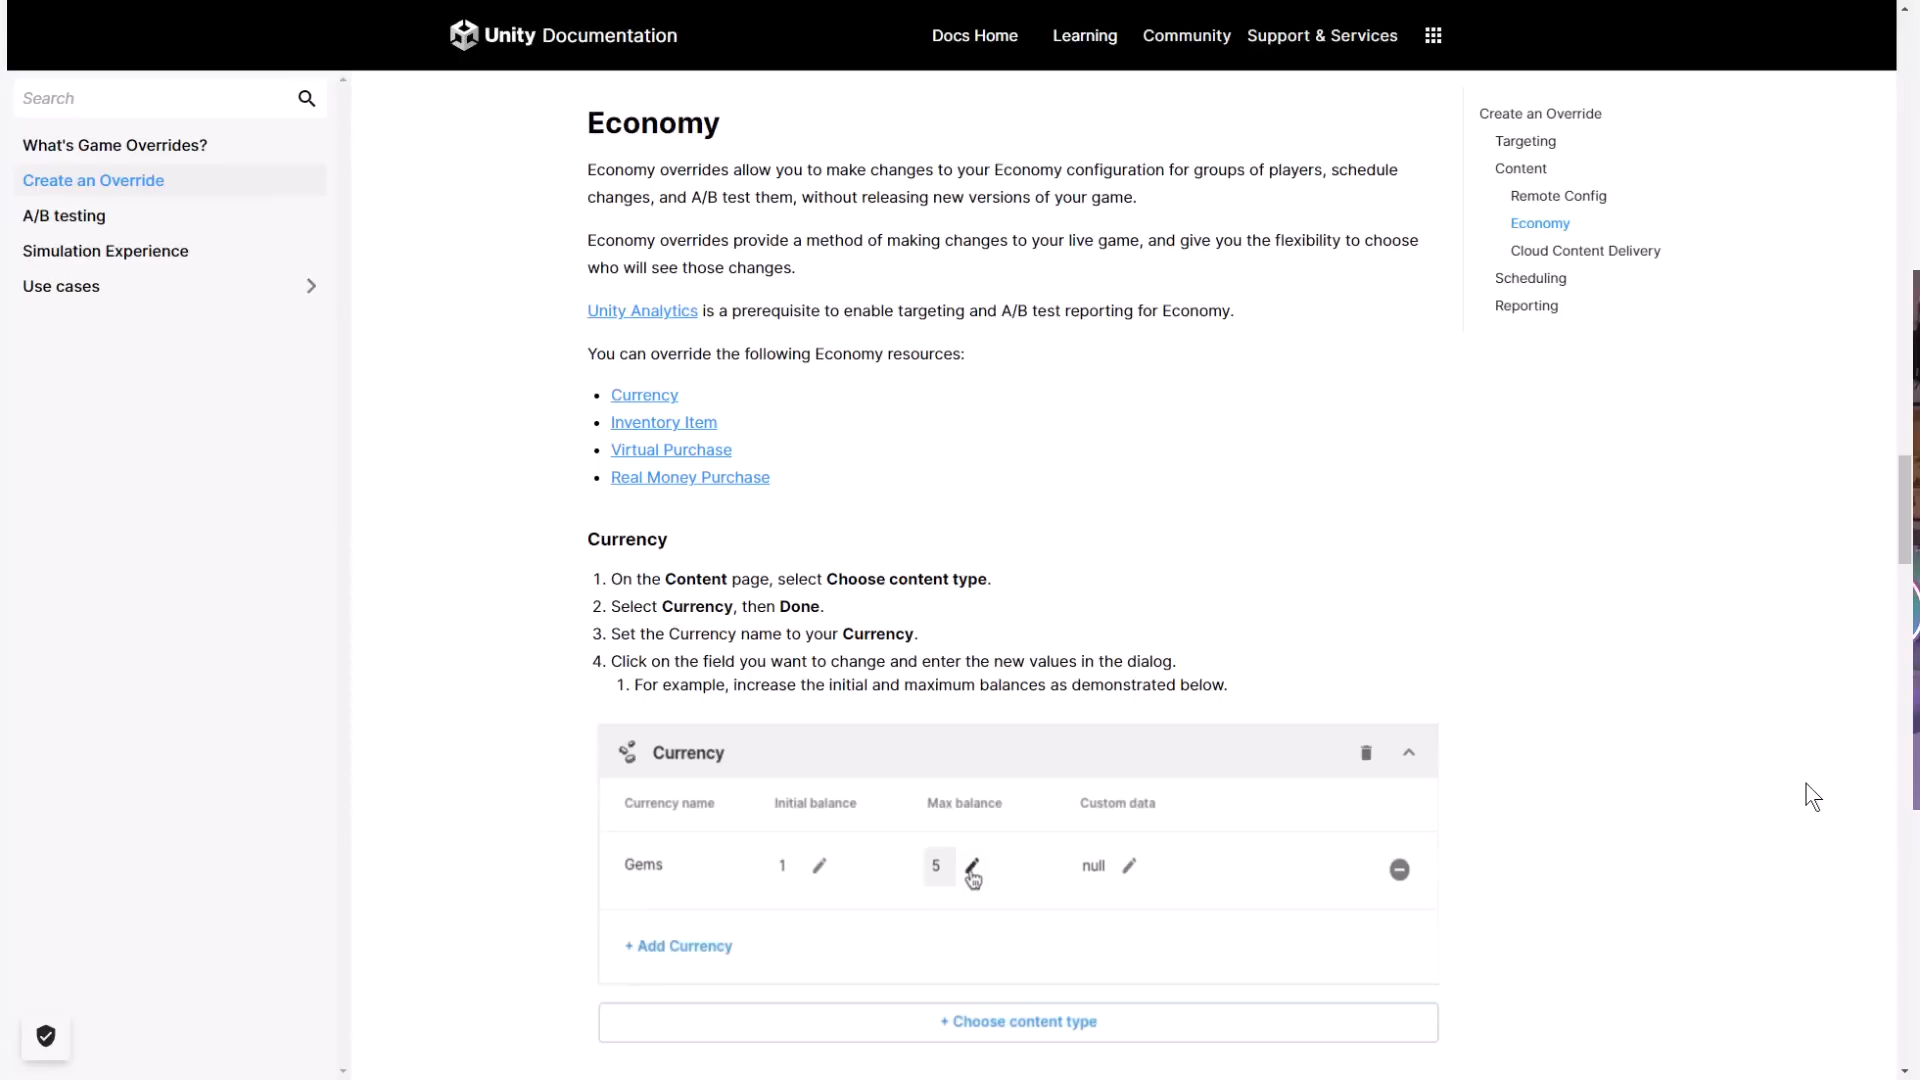 Unity Documentation
Docs Home
Learning
Community
Support & Services
Search
What's Game Overrides?
Create an Override
A/B testing
Simulation Experience
Use cases
Economy
Economy overrides allow you to make changes to your Economy configuration for groups of players, schedule
changes, and A/B test them, without releasing new versions of your game.
Economy overrides provide a method of making changes to your live game, and give you the flexibility to choose
who will see those changes.
Unity Analytics is a prerequisite to enable targeting and A/B test reporting for Economy.
You can override the following Economy resources:
• Currency
• Inventory Item
• Virtual Purchase
• Real Money Purchase
Currency
1. On the Content page, select Choose content type.
2. Select Currency, then Done.
3. Set the Currency name to your Currency.
4. Click on the field you want to change and enter the new values in the dialog.
1. For example, increase the initial and maximum balances as demonstrated below.
Currency
Currency name Initial balance Max balance Custom data
Gems 1 5 null
+ Add Currency
+ Choose content type
Create an Override
Targeting
Content
Remote Config
Economy
Cloud Content Delivery
Scheduling
Reporting